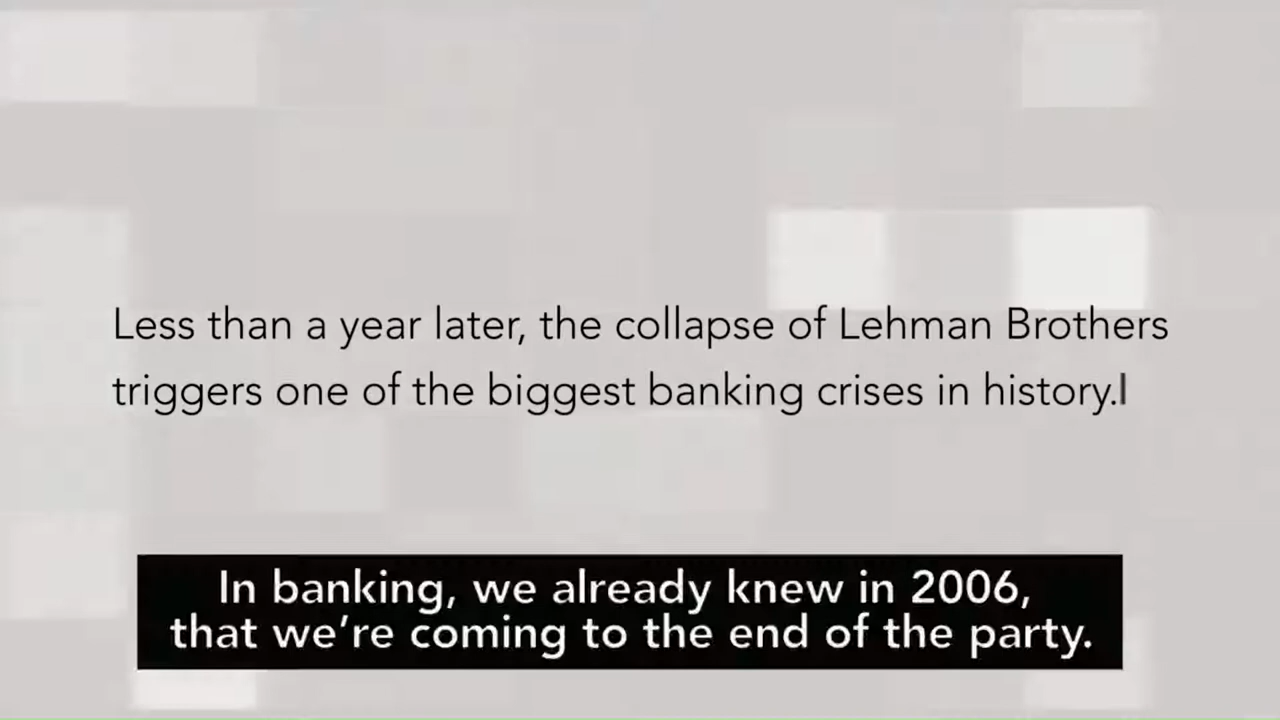 Less than a year later, the collapse of Lehman Brothers
triggers one of the biggest banking crises in history.
In banking, we already knew in 2006,
that we're coming to the end of the party.